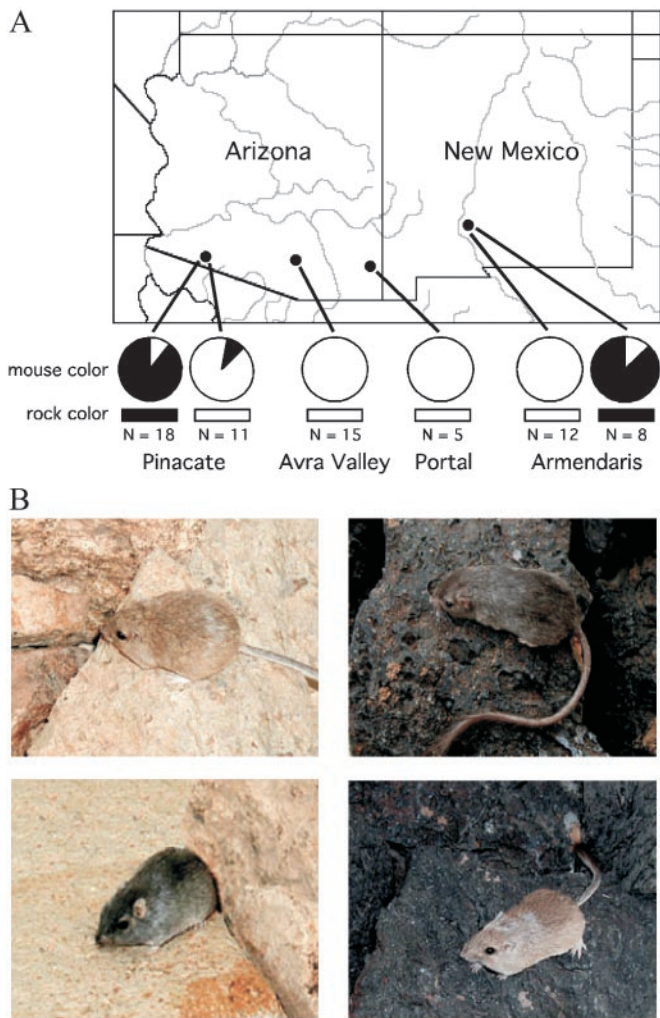 A
Arizona
New Mexico
mouse color
rock color
N = 18
N = 11
N = 15
N = 5
N = 12
N = 8
Pinacate
Avra Valley
Portal
Armendaris
B